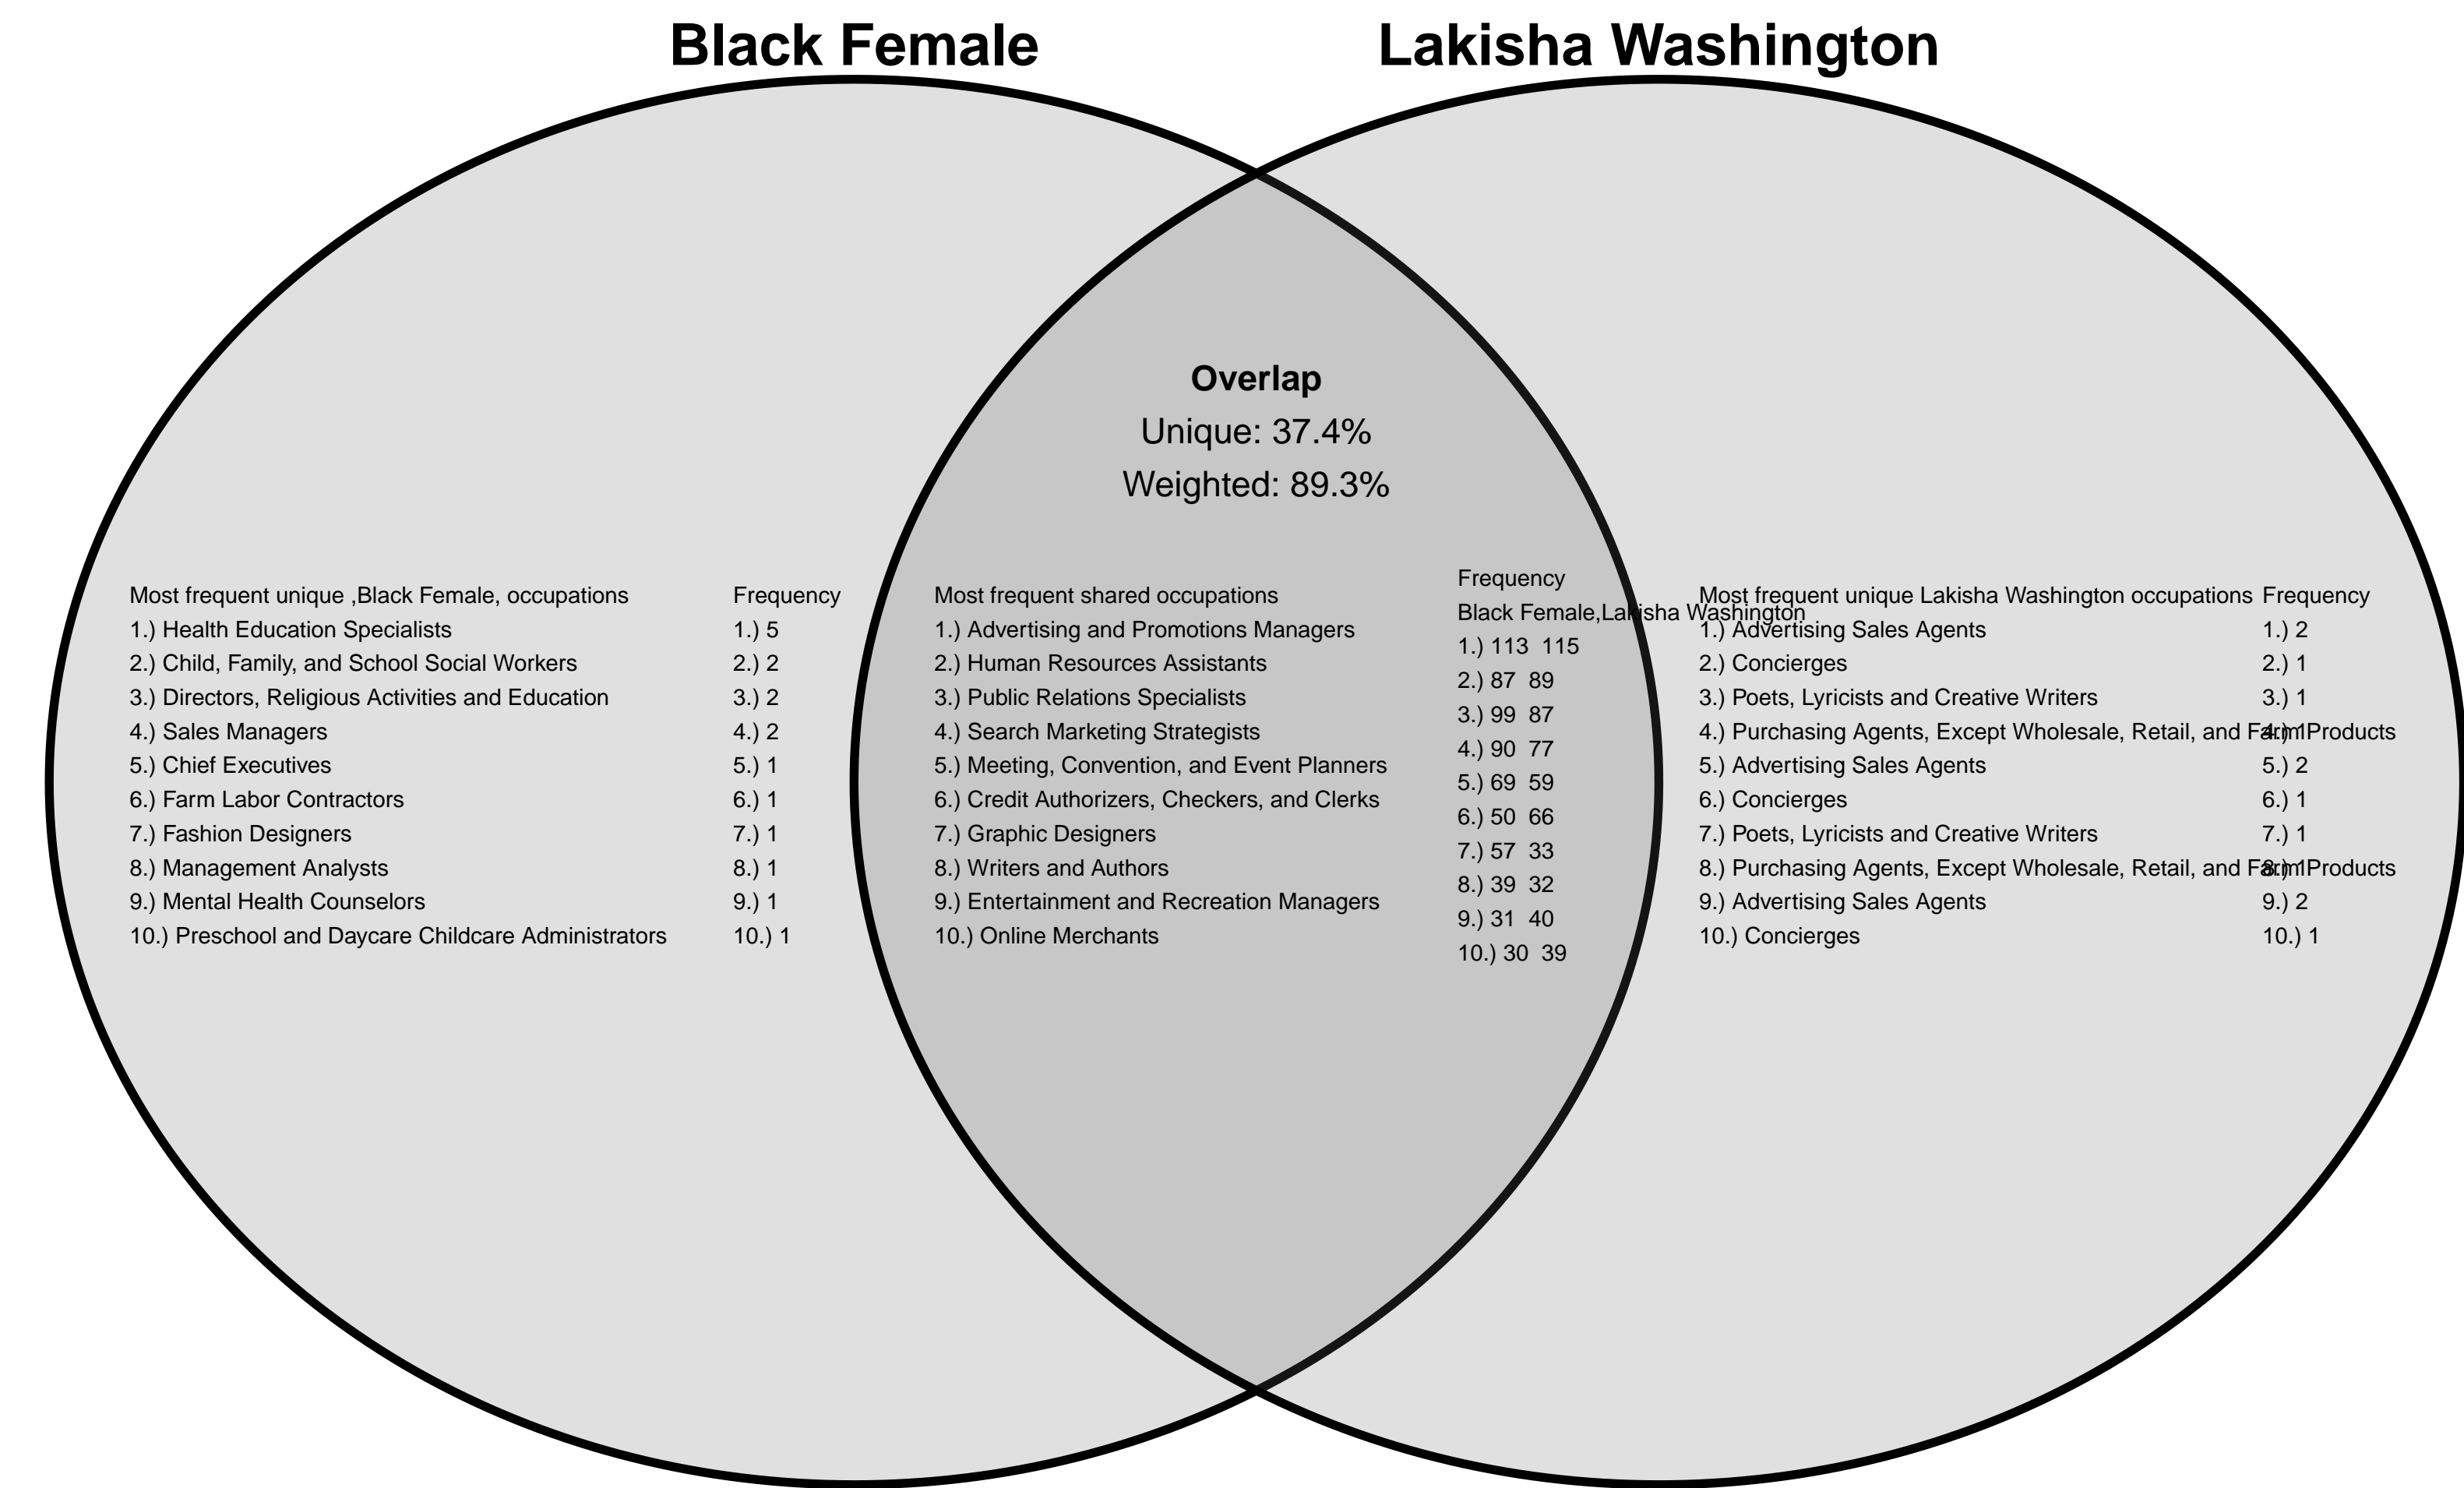 Black Female
Lakisha Washington
Overlap
Unique: 37.4%
Weighted: 89.3%
Most frequent unique ,Black Female, occupations
1.) Health Education Specialists
2.) Child, Family, and School Social Workers
3.) Directors, Religious Activities and Education
4.) Sales Managers
5.) Chief Executives
6.) Farm Labor Contractors
7.) Fashion Designers
8.) Management Analysts
9.) Mental Health Counselors
10.) Preschool and Daycare Childcare Administrators
Frequency
1.) 5
2.) 2
3.) 2
4.) 2
5.) 1
6.) 1
7.) 1
8.) 1
9.) 1
10.) 1
Most frequent shared occupations
1.) Advertising and Promotions Managers
2.) Human Resources Assistants
3.) Public Relations Specialists
4.) Search Marketing Strategists
5.) Meeting, Convention, and Event Planners
6.) Credit Authorizers, Checkers, and Clerks
7.) Graphic Designers
8.) Writers and Authors
9.) Entertainment and Recreation Managers
10.) Online Merchants
Frequency
Black Female,Lakisha Washington
1.) 113 115
2.) 87 89
3.) 99 87
4.) 90 77
5.) 69 59
6.) 50 66
7.) 57 33
8.) 39 32
9.) 31 40
10.) 30 39
Most frequent unique Lakisha Washington occupations
1.) Advertising Sales Agents
2.) Concierges
3.) Poets, Lyricists and Creative Writers
4.) Purchasing Agents, Except Wholesale, Retail, and Farm Products
5.) Advertising Sales Agents
6.) Concierges
7.) Poets, Lyricists and Creative Writers
8.) Purchasing Agents, Except Wholesale, Retail, and Farm Products
9.) Advertising Sales Agents
10.) Concierges
Frequency
1.) 2
2.) 1
3.) 1
4.) 1
5.) 2
6.) 1
7.) 1
8.) 1
9.) 2
10.) 1